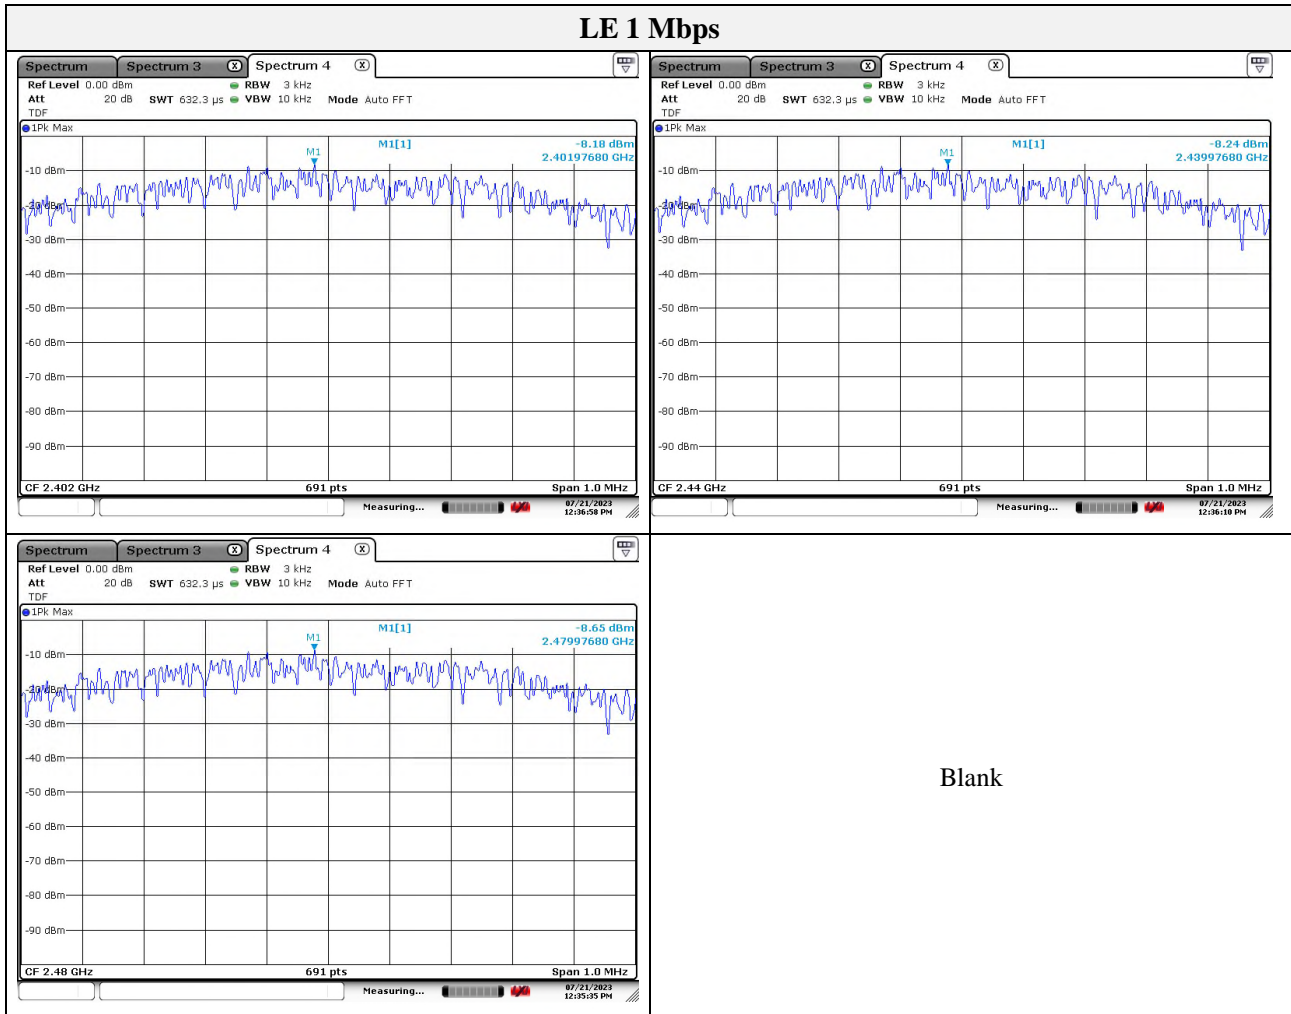 LE 1 Mbps
Spectrum Spectrum 3 X Spectrum 4 X
Ref Level 0.00 dBm RBW 3 kHz
Att 20 dB SWT 632.3 µs VBW 10 kHz Mode Auto FFT
TDF
1Pk Max
M1[1] -8.18 dBm
2.40197680 GHz
M1
-10 dBm
-20 dBm
-30 dBm
-40 dBm
-50 dBm
-60 dBm
-70 dBm
-80 dBm
-90 dBm
CF 2.402 GHz 691 pts Span 1.0 MHz
Measuring... 07/21/2023
12:36:58 PM
Spectrum Spectrum 3 X Spectrum 4 X
Ref Level 0.00 dBm RBW 3 kHz
Att 20 dB SWT 632.3 µs VBW 10 kHz Mode Auto FFT
TDF
1Pk Max
M1[1] -8.24 dBm
2.43997680 GHz
M1
-10 dBm
-20 dBm
-30 dBm
-40 dBm
-50 dBm
-60 dBm
-70 dBm
-80 dBm
-90 dBm
CF 2.44 GHz 691 pts Span 1.0 MHz
Measuring... 07/21/2023
12:36:10 PM
Spectrum Spectrum 3 X Spectrum 4 X
Ref Level 0.00 dBm RBW 3 kHz
Att 20 dB SWT 632.3 µs VBW 10 kHz Mode Auto FFT
TDF
1Pk Max
M1[1] -8.65 dBm
2.47997680 GHz
M1
-10 dBm
-20 dBm
-30 dBm
-40 dBm
-50 dBm
-60 dBm
-70 dBm
-80 dBm
-90 dBm
CF 2.48 GHz 691 pts Span 1.0 MHz
Measuring... 07/21/2023
12:35:35 PM
Blank